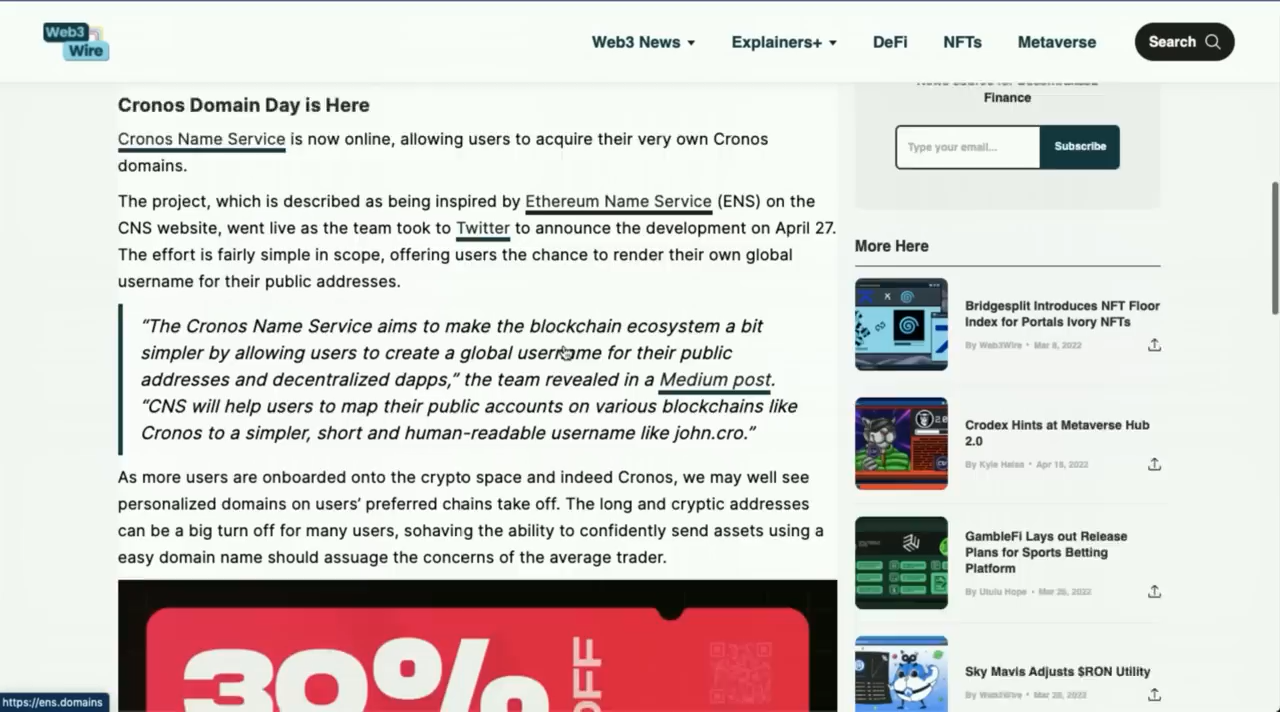 Web3
Wire
Web3 News
Explainers+
DeFi
NFTs
Metaverse
Search
Cronos Domain Day is Here
Cronos Name Service is now online, allowing users to acquire their very own Cronos
domains.
The project, which is described as being inspired by Ethereum Name Service (ENS) on the
CNS website, went live as the team took to Twitter to announce the development on April 27.
The effort is fairly simple in scope, offering users the chance to render their own global
username for their public addresses.
“The Cronos Name Service aims to make the blockchain ecosystem a bit
simpler by allowing users to create a global username for their public
addresses and decentralized dapps,” the team revealed in a Medium post.
“CNS will help users to map their public accounts on various blockchains like
Cronos to a simpler, short and human-readable username like john.cro.”
As more users are onboarded onto the crypto space and indeed Cronos, we may well see
personalized domains on users’ preferred chains take off. The long and cryptic addresses
can be a big turn off for many users, sohaving the ability to confidently send assets using a
easy domain name should assuage the concerns of the average trader.
30%
OFF
Finance
Type your email...
Subscribe
More Here
Bridgesplit Introduces NFT Floor
Index for Portals Ivory NFTs
By Web3Wire • Mar 8, 2022
Crodex Hints at Metaverse Hub
2.0
By Kyle Heise •
GambleFi Lays out Release
Plans for Sports Betting
Platform
By Ululu Hope •
Sky Mavis Adjusts $RON Utility
By Web3Wire •
https://ens.domains